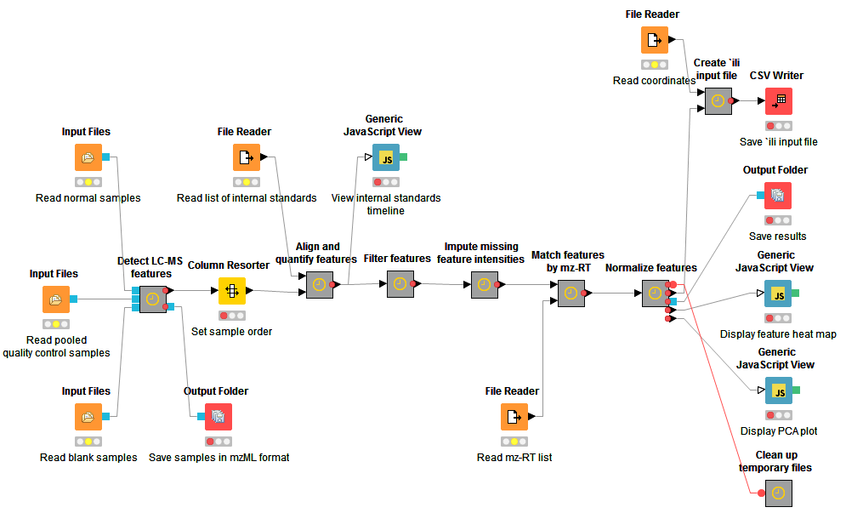 File Reader
Read coordinates
Create `ili
input file
CSV Writer
Save `ili input file
Input Files
Read normal samples
File Reader
Read list of internal standards
Generic
JavaScript View
JS
View internal standards
timeline
Output Folder
Save results
Input Files
Read pooled
quality control samples
Detect LC-MS
features
Column Resorter
Set sample order
Align and
quantify features
Filter features
Impute missing
feature intensities
Match features
by mz-RT
Normalize features
Generic
JavaScript View
JS
Display feature heat map
Input Files
Read blank samples
Output Folder
Save samples in mzML format
File Reader
Read mz-RT list
Generic
JavaScript View
JS
Display PCA plot
Clean up
temporary files